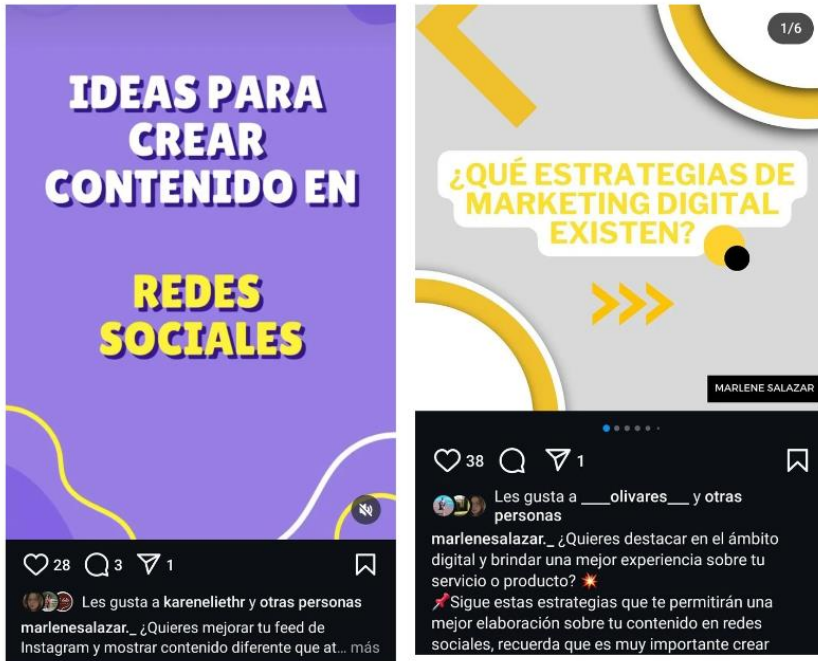 IDEAS PARA
CREAR
CONTENIDO EN
REDES
SOCIALES
28 3 1
Les gusta a kareneliethr y otras personas
marlenesalazar._ ¿Quieres mejorar tu feed de
Instagram y mostrar contenido diferente que at... más
1/6
¿QUÉ ESTRATEGIAS DE
MARKETING DIGITAL
EXISTEN?
MARLENE SALAZAR
38 1
Les gusta a ____olivares___ y otras
personas
marlenesalazar._ ¿Quieres destacar en el ámbito
digital y brindar una mejor experiencia sobre tu
servicio o producto? 💥
📌Sigue estas estrategias que te permitirán una
mejor elaboración sobre tu contenido en redes
sociales, recuerda que es muy importante crear